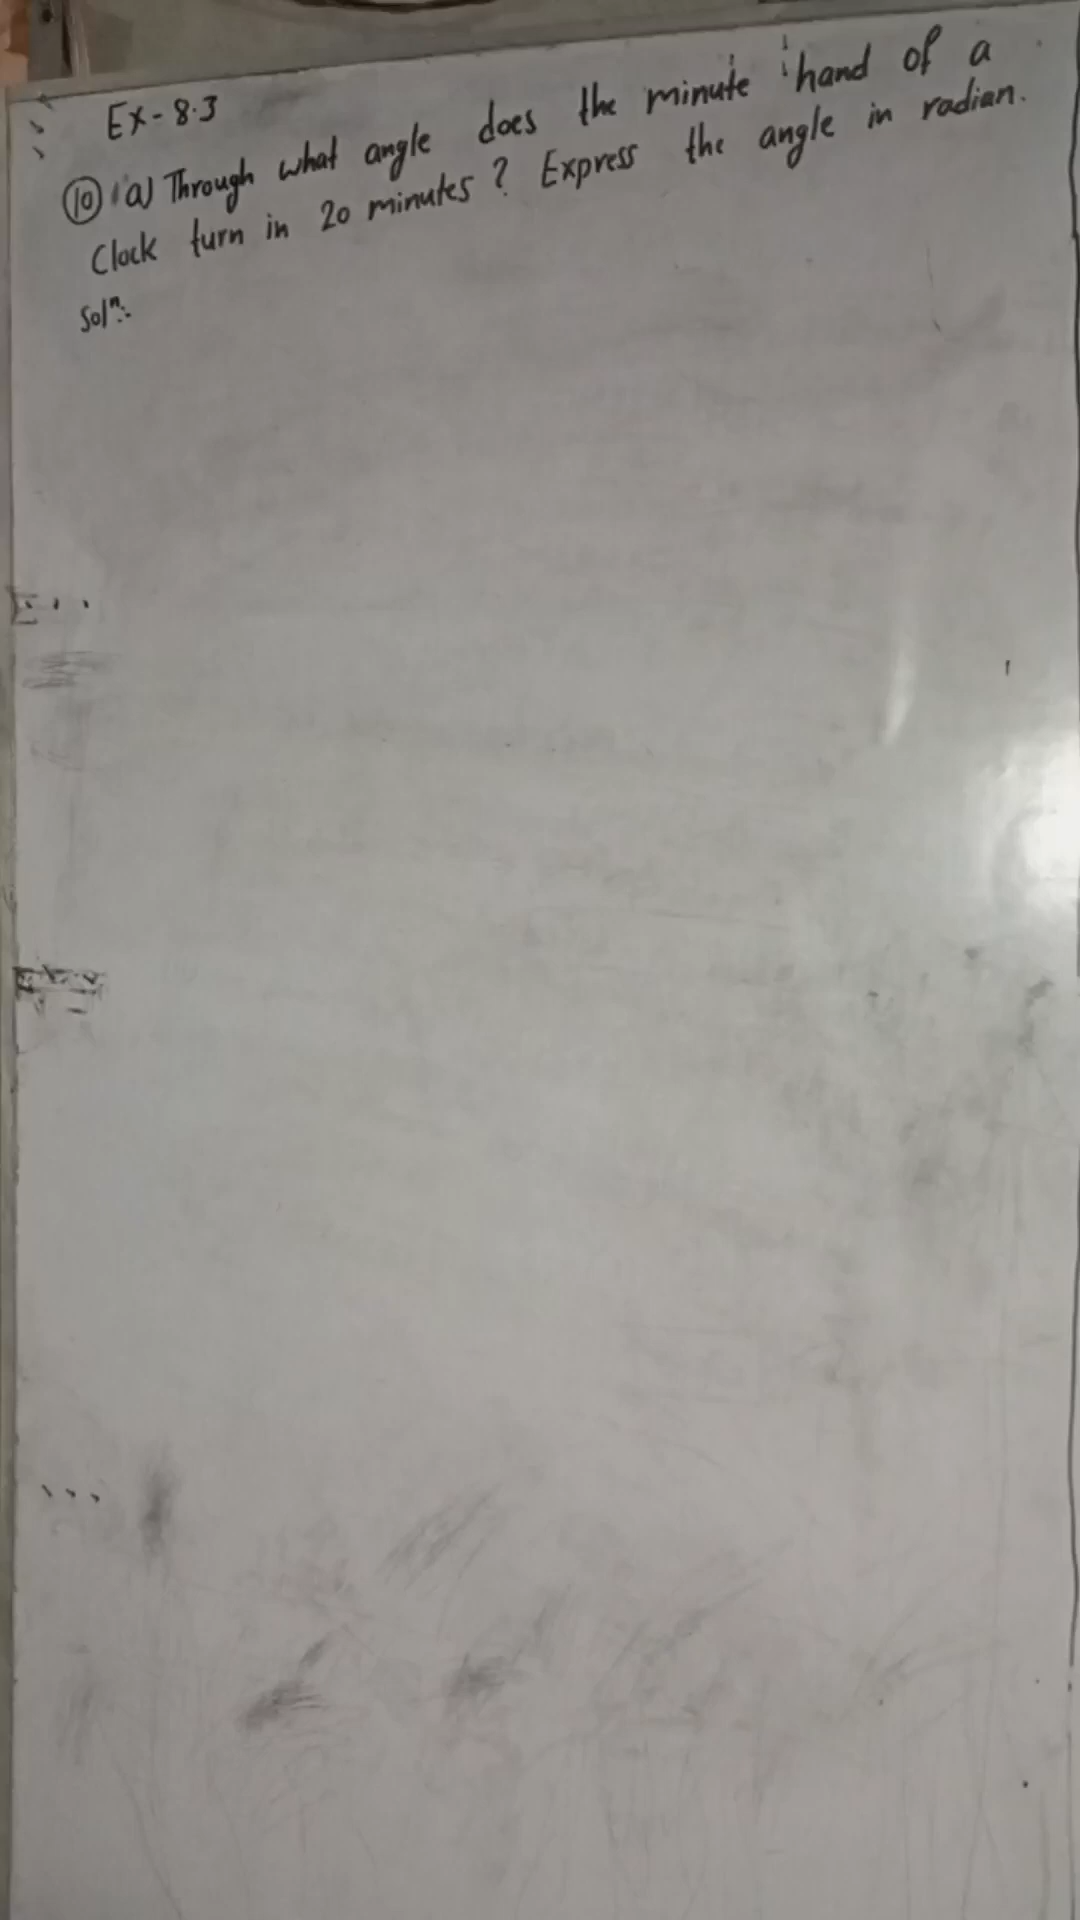 Ex-8.3
⑩ (a) Through what angle does the minute hand of a
Clock turn in 20 minutes? Express the angle in radian.
Solⁿ: